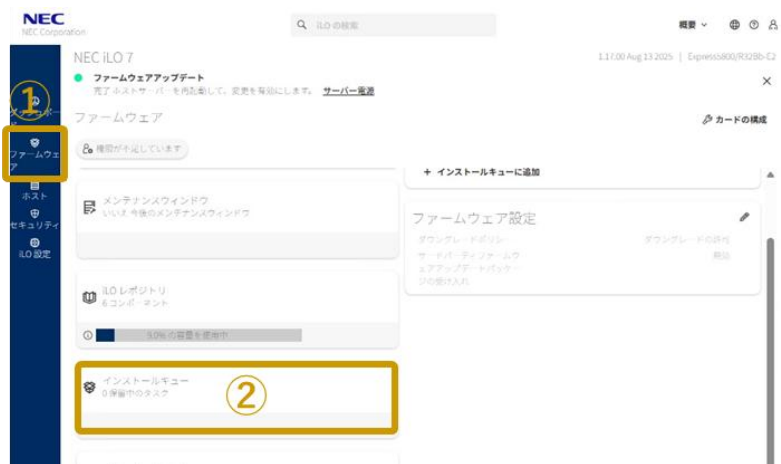 NEC
NEC Corporation
iLO の検索
概要
NEC iLO 7
1.17.00 Aug 13 2025 | Express5800/R32Bb-E2
ファームウェアアップデート
完了 ホストサーバーを再起動して、変更を有効にします。 サーバー電源
①
ダッシュボード
ファームウェア
カードの構成
ファームウェア
権限が不足しています
+ インストールキューに追加
ホスト
セキュリティ
iLO 設定
メンテナンスウィンドウ
いいえ 今後のメンテナンスウィンドウ
ファームウェア設定
ダウングレードポリシー ダウングレードの許可
サードパーティファームウ 無効
ェアアップデートパッケー
ジの受け入れ
iLO レポジトリ
6 コンポーネント
9.0% の容量を使用中
インストールキュー
0 保留中のタスク
②